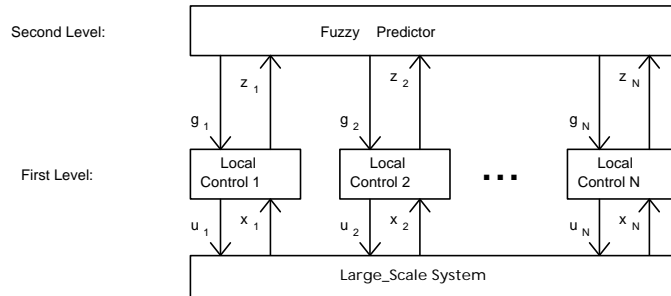 Second Level:
Fuzzy Predictor
z 1
z 2
z N
g 1
g 2
g N
First Level:
Local
Control 1
Local
Control 2
...
Local
Control N
u 1
x 1
u 2
x 2
u N
x N
Large_Scale System